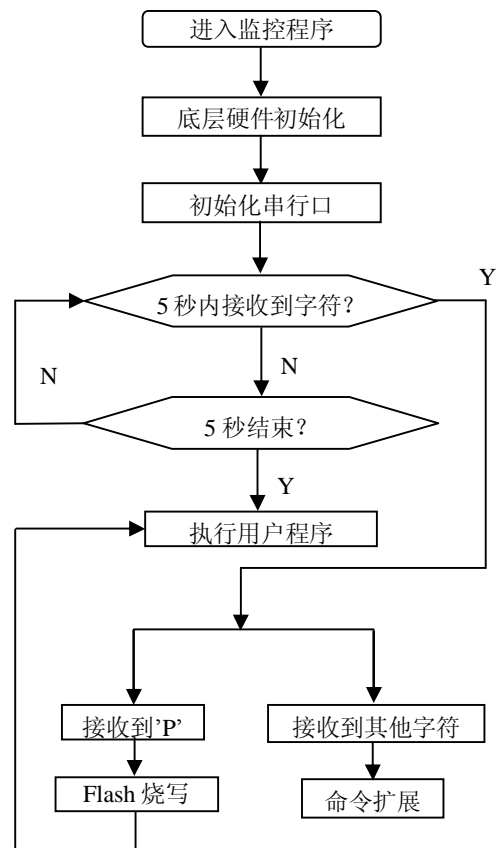 进入监控程序
底层硬件初始化
初始化串行口
5 秒内接收到字符？
Y
N
N
5 秒结束？
Y
执行用户程序
接收到'P'
接收到其他字符
Flash 烧写
命令扩展